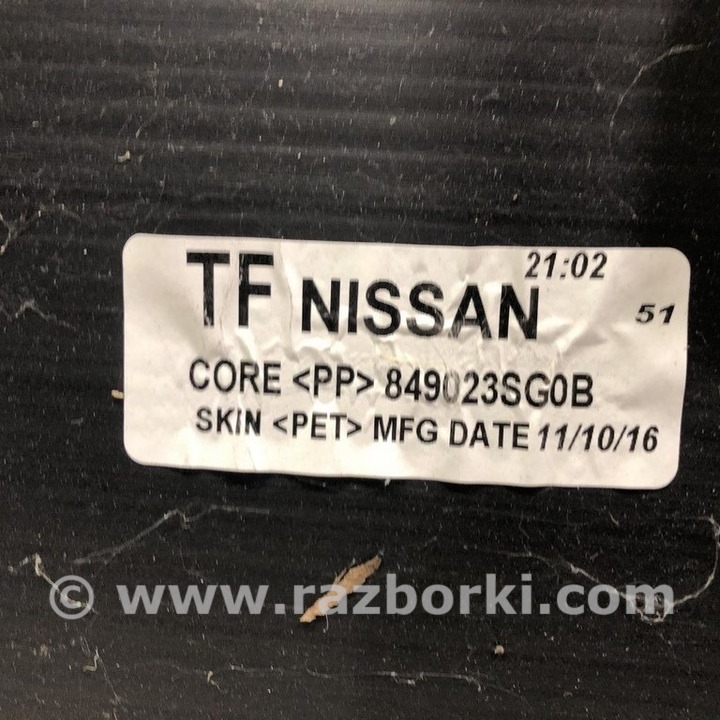 21:02
TF NISSAN 51
CORE <PP> 849023SG0B
SKIN <PET> MFG DATE 11/10/16
© www.razborki.com